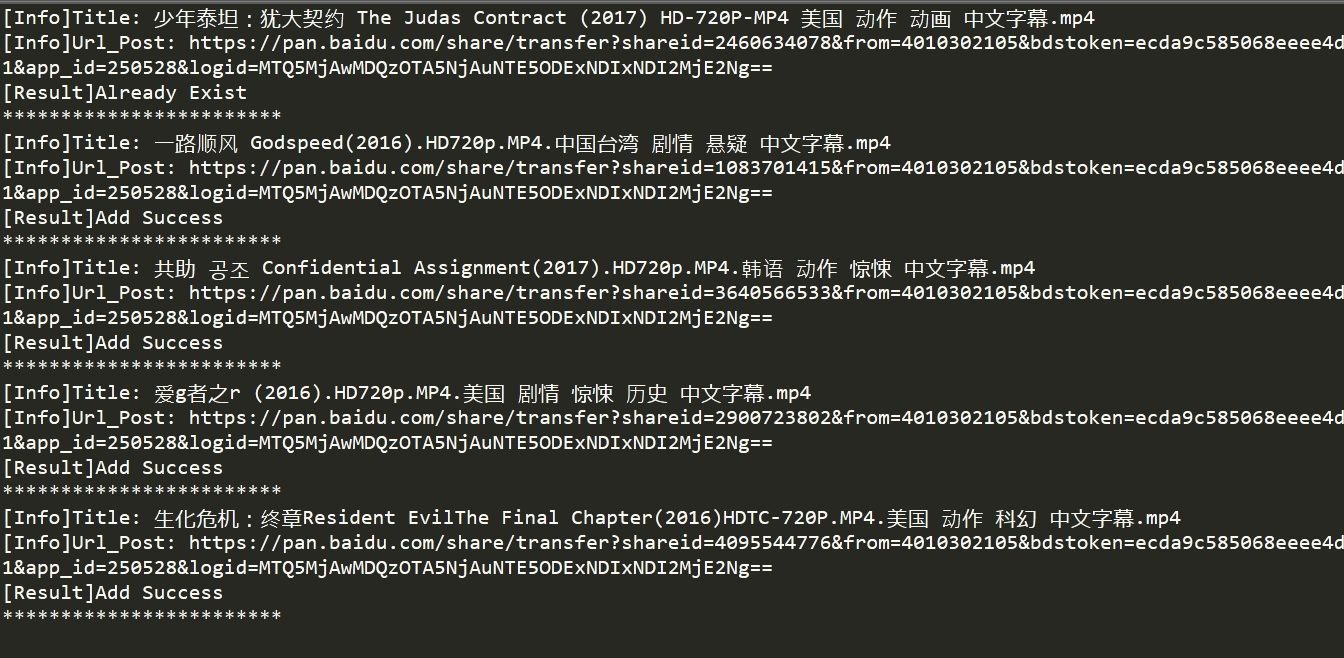 [Info]Title: 少年泰坦：犹大契约 The Judas Contract (2017) HD-720P-MP4 美国 动作 动画 中文字幕.mp4
[Info]Url_Post: https://pan.baidu.com/share/transfer?shareid=2460634078&from=4010302105&bdstoken=ecda9c585068eeee4d
1&app_id=250528&logid=MTQ5MjAwMDQzOTA5NjAuNTE5ODExNDIxNDI2MjE2Ng==
[Result]Already Exist
************************
[Info]Title: 一路顺风 Godspeed(2016).HD720p.MP4.中国台湾 剧情 悬疑 中文字幕.mp4
[Info]Url_Post: https://pan.baidu.com/share/transfer?shareid=1083701415&from=4010302105&bdstoken=ecda9c585068eeee4d
1&app_id=250528&logid=MTQ5MjAwMDQzOTA5NjAuNTE5ODExNDIxNDI2MjE2Ng==
[Result]Add Success
************************
[Info]Title: 共助 공조 Confidential Assignment(2017).HD720p.MP4.韩语 动作 惊悚 中文字幕.mp4
[Info]Url_Post: https://pan.baidu.com/share/transfer?shareid=3640566533&from=4010302105&bdstoken=ecda9c585068eeee4d
1&app_id=250528&logid=MTQ5MjAwMDQzOTA5NjAuNTE5ODExNDIxNDI2MjE2Ng==
[Result]Add Success
************************
[Info]Title: 爱g者之r (2016).HD720p.MP4.美国 剧情 惊悚 历史 中文字幕.mp4
[Info]Url_Post: https://pan.baidu.com/share/transfer?shareid=2900723802&from=4010302105&bdstoken=ecda9c585068eeee4d
1&app_id=250528&logid=MTQ5MjAwMDQzOTA5NjAuNTE5ODExNDIxNDI2MjE2Ng==
[Result]Add Success
************************
[Info]Title: 生化危机：终章Resident EvilThe Final Chapter(2016)HDTC-720P.MP4.美国 动作 科幻 中文字幕.mp4
[Info]Url_Post: https://pan.baidu.com/share/transfer?shareid=4095544776&from=4010302105&bdstoken=ecda9c585068eeee4d
1&app_id=250528&logid=MTQ5MjAwMDQzOTA5NjAuNTE5ODExNDIxNDI2MjE2Ng==
[Result]Add Success
************************